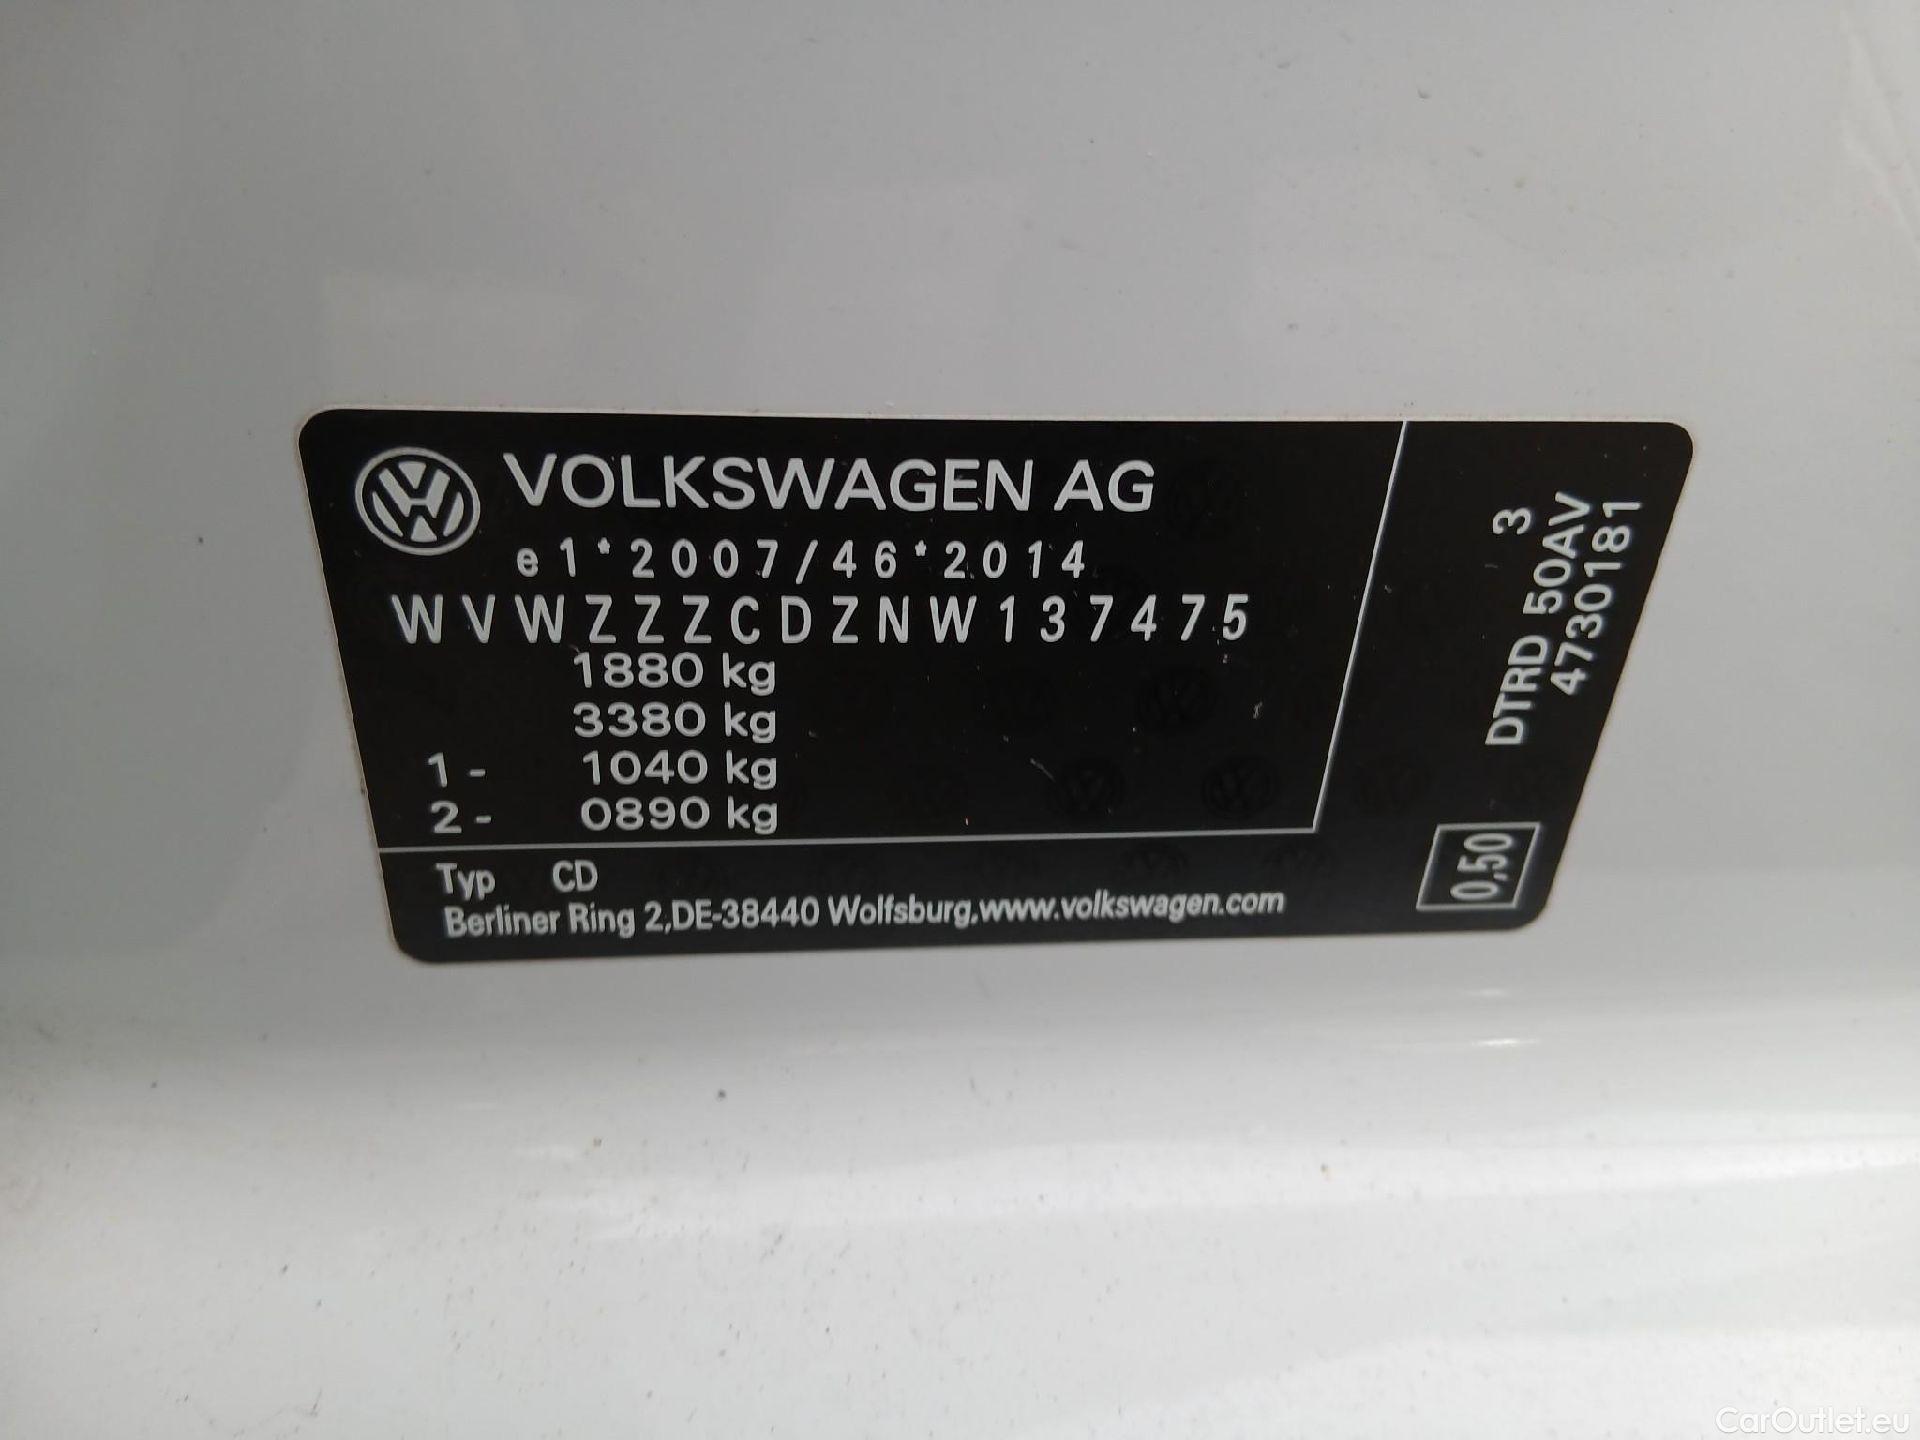 VOLKSWAGEN AG
e1*2007/46*2014
WVWZZZCDZNW137475
1880 kg
3380 kg
1- 1040 kg
2- 0890 kg
Typ CD
Berliner Ring 2,DE-38440 Wolfsburg,www.volkswagen.com
3
DTRD 50AV
47301811
0,50
CarOutlet.eu